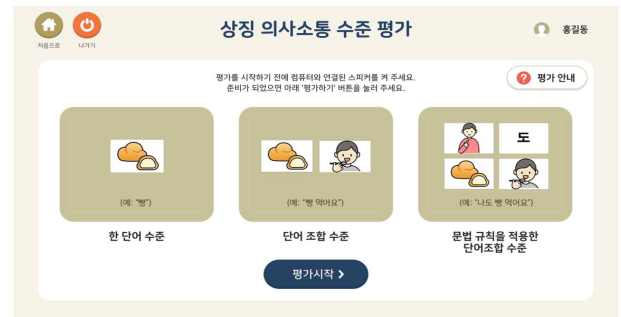 상징 의사소통 수준 평가
처음으로
나가기
홍길동
평가를 시작하기 전에 컴퓨터와 연결된 스피커를 켜 주세요.
준비가 되었으면 아래 '평가하기' 버튼을 눌러 주세요.
? 평가 안내
(예: "빵")
한 단어 수준
(예: "빵 먹어요")
단어 조합 수준
도
(예: "나도 빵 먹어요")
문법 규칙을 적용한
단어조합 수준
평가시작 >